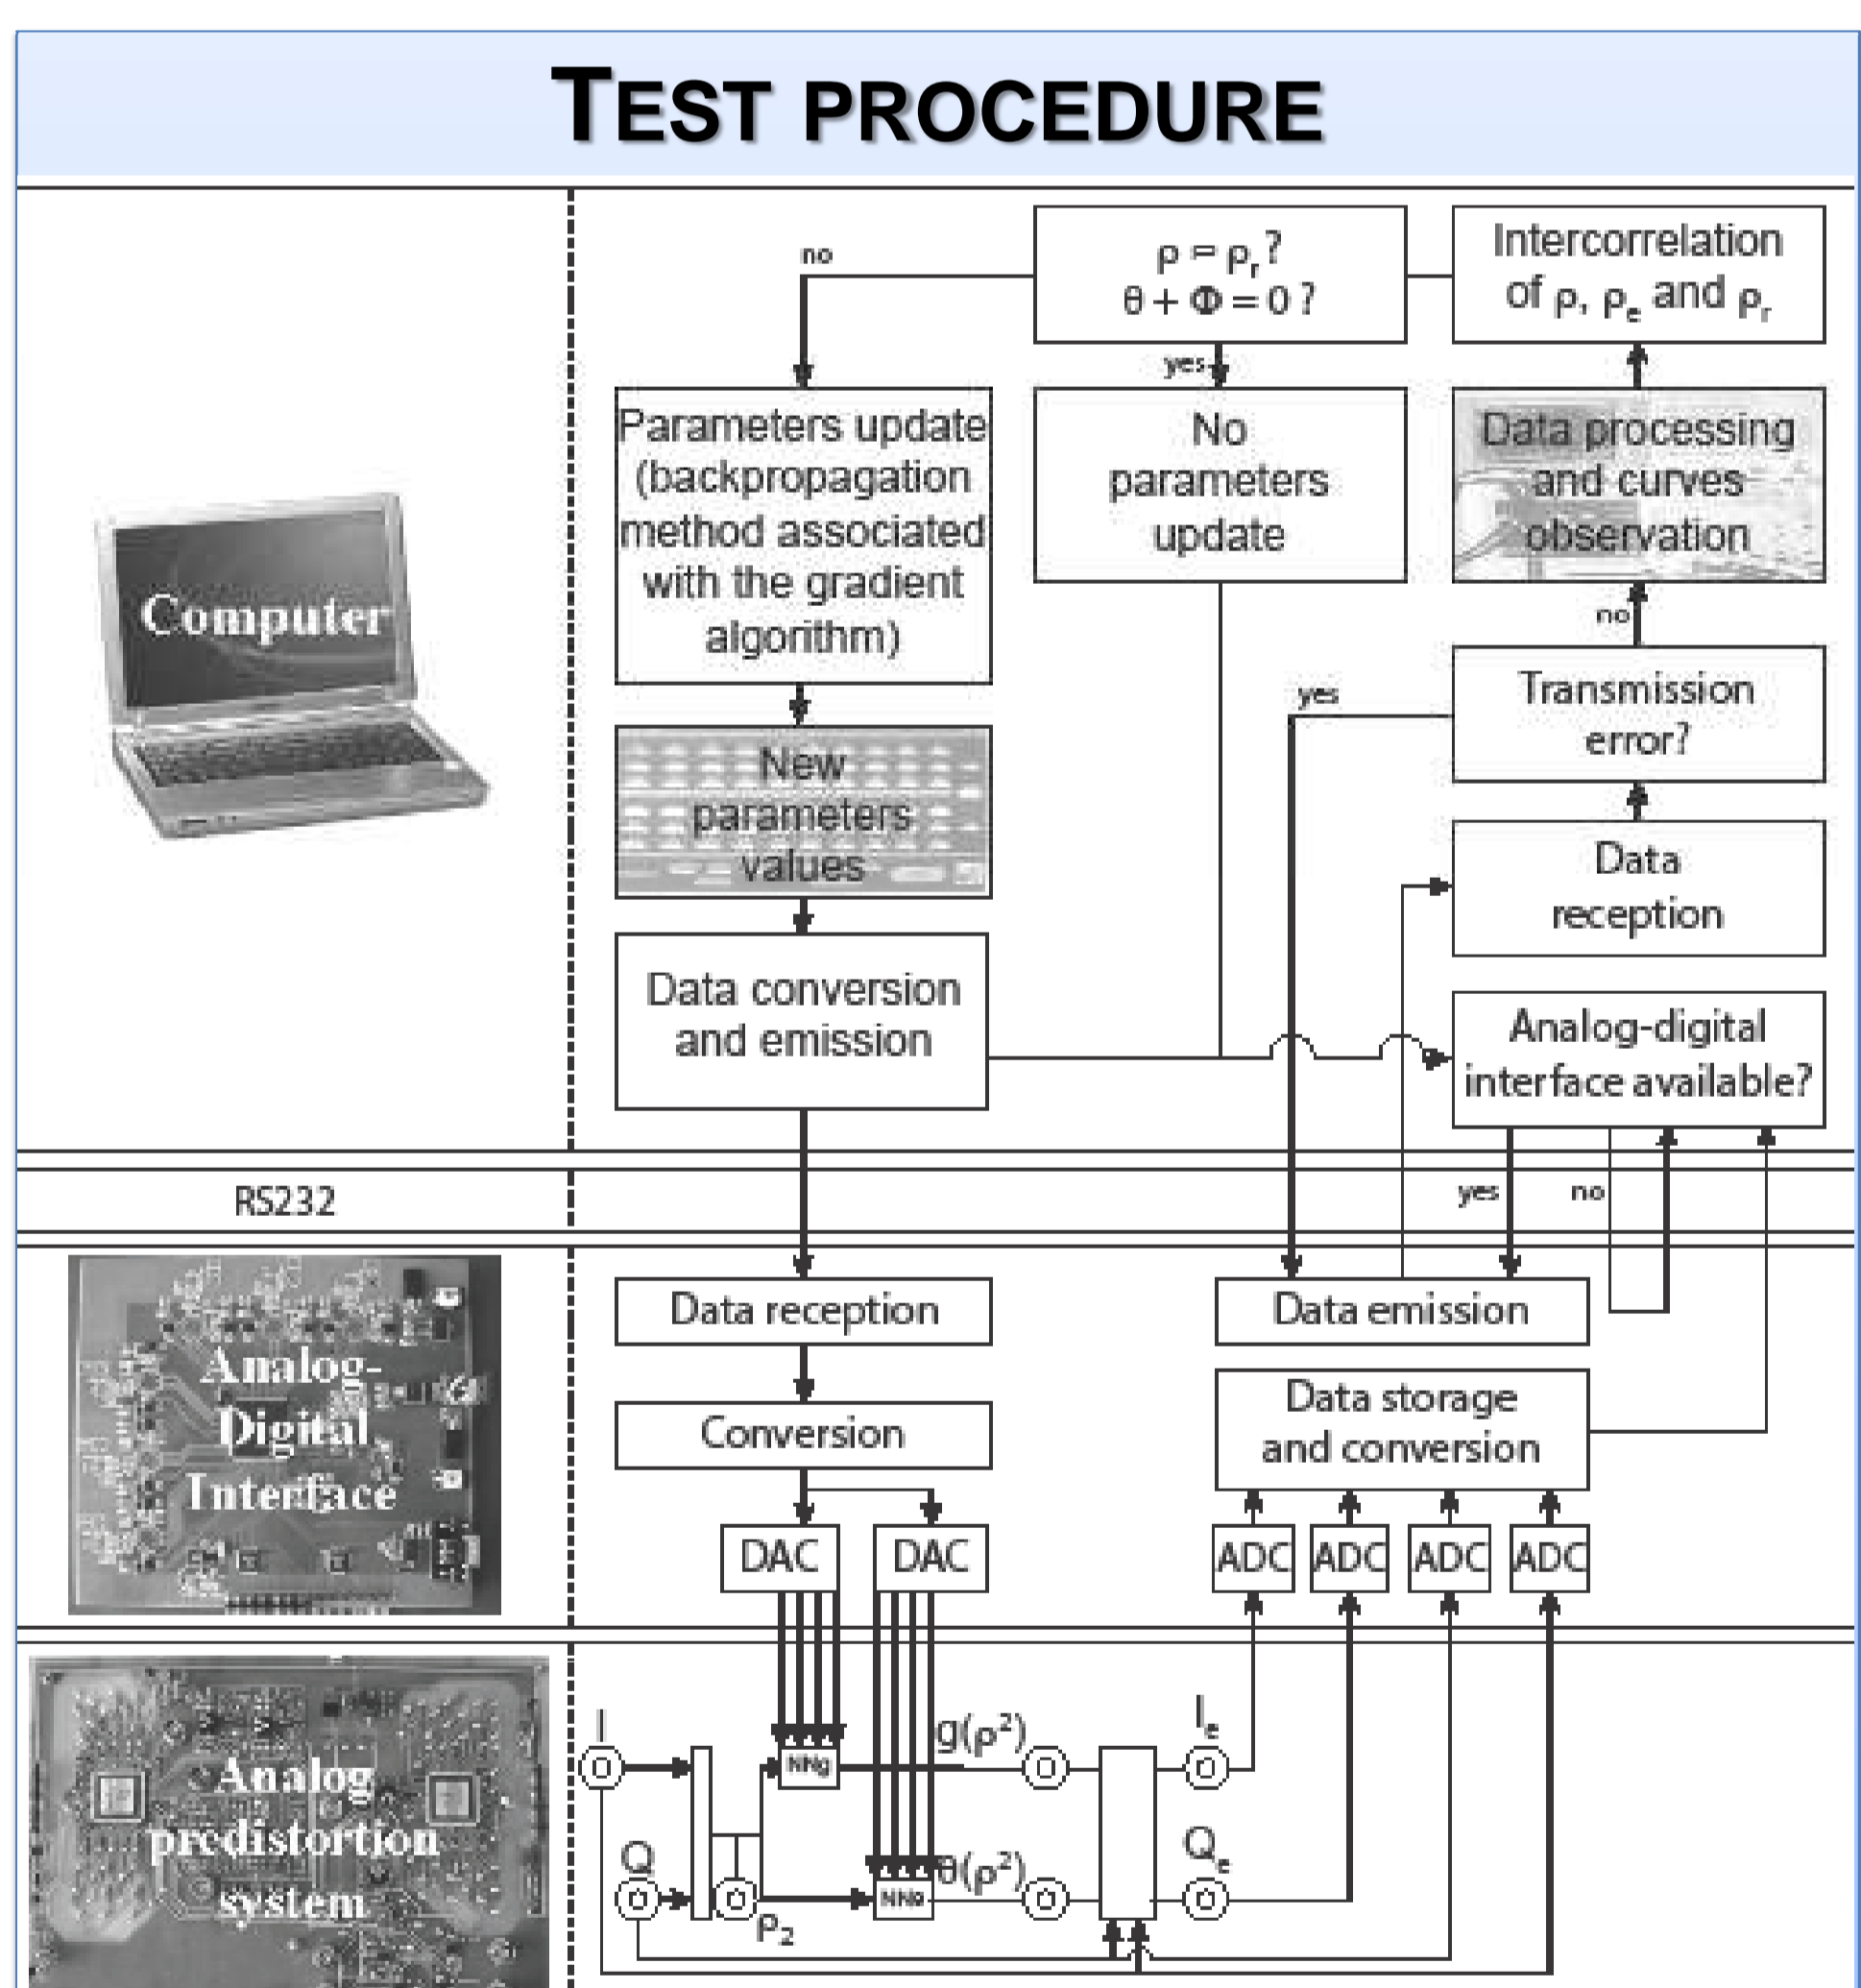 TEST PROCEDURE
no
ρ = ρr?
θ + Φ = 0 ?
Intercorrelation
of ρ, ρe and ρr
yes
Parameters update
(backpropagation
method associated
with the gradient
algorithm)
No
parameters
update
Data processing
and curves
observation
no
Computer
Transmission
error?
yes
New
parameters
values
Data
reception
Data conversion
and emission
Analog-digital
interface available?
RS232
yes
no
Data reception
Data emission
Analog-
Digital
Interface
Conversion
Data storage
and conversion
DAC
DAC
ADC
ADC
ADC
ADC
I
g(ρ²)
Ie
NNg
Analog
predistortion
system
Q
θ(ρ²)
Qe
ρ2